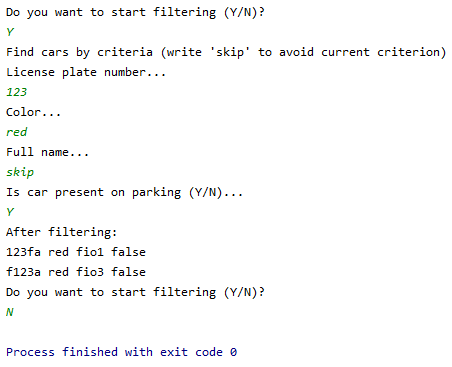 Do you want to start filtering (Y/N)?
Y
Find cars by criteria (write 'skip' to avoid current criterion)
License plate number...
123
Color...
red
Full name...
skip
Is car present on parking (Y/N)...
Y
After filtering:
123fa red fio1 false
f123a red fio3 false
Do you want to start filtering (Y/N)?
N
Process finished with exit code 0